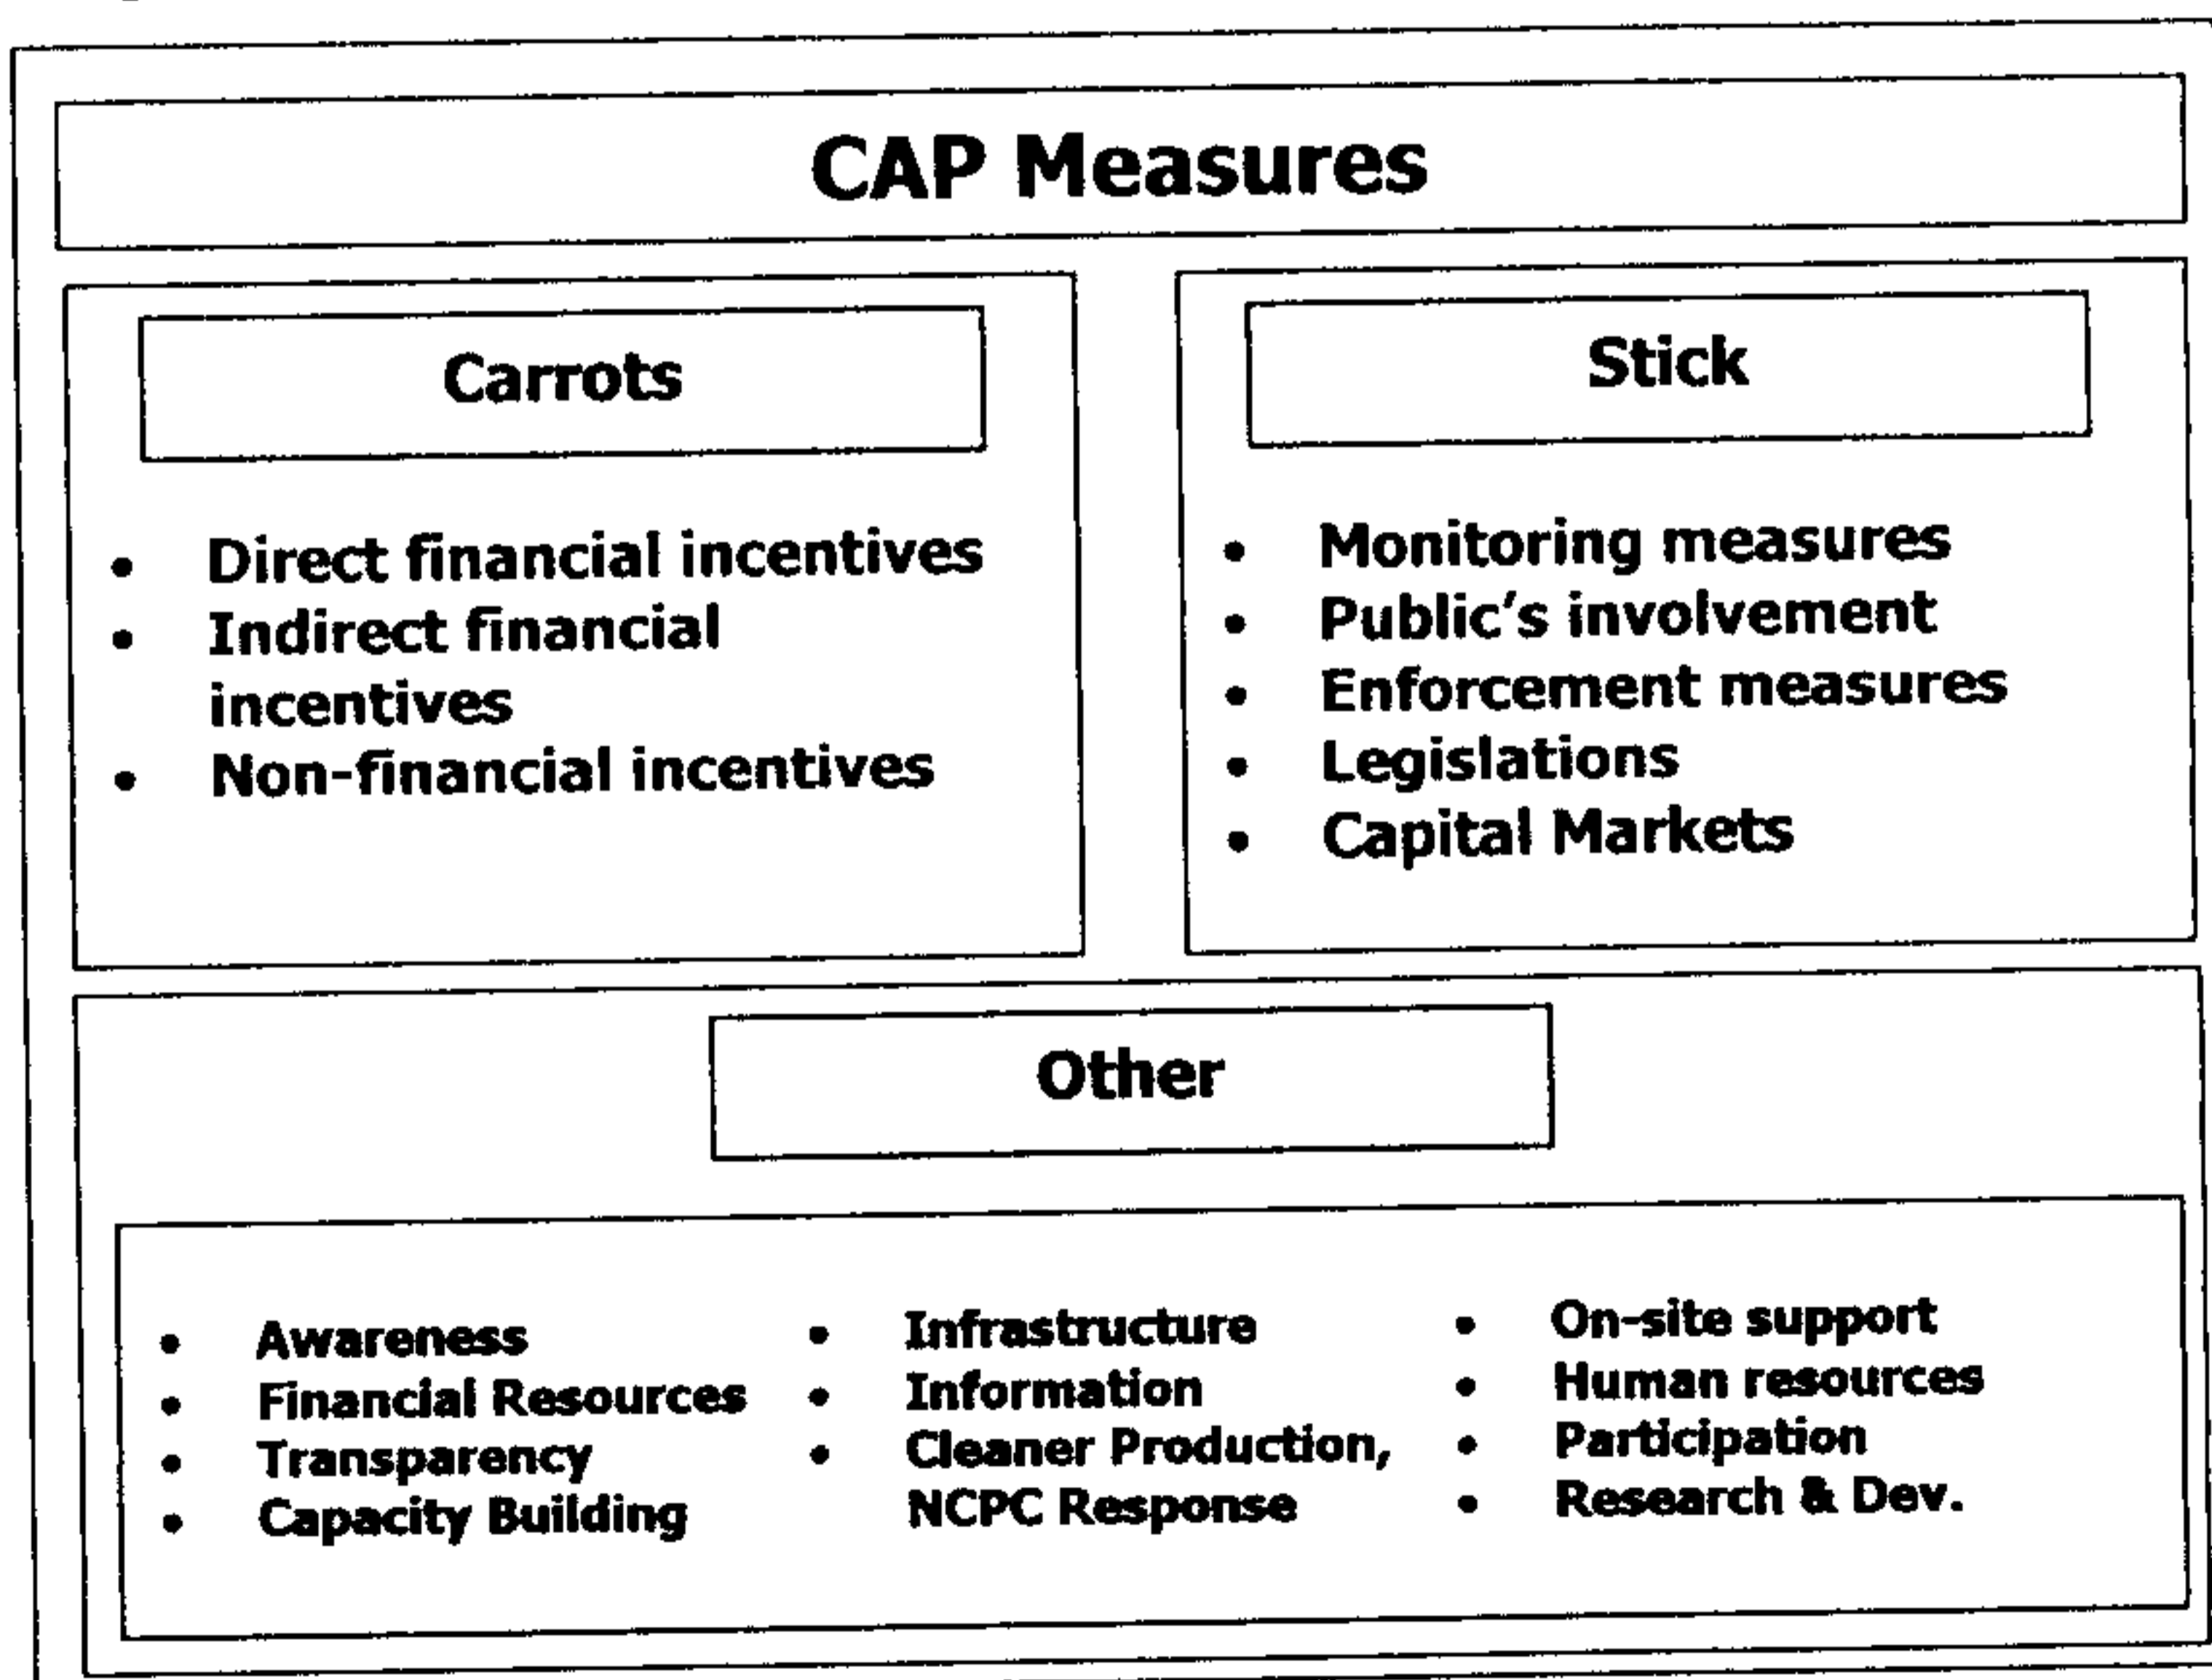 CAP Measures
Carrots
• Direct financial incentives
• Indirect financial
incentives
• Non-financial incentives
Stick
• Monitoring measures
• Public's involvement
• Enforcement measures
• Legislations
• Capital Markets
Other
• Awareness
• Financial Resources
• Transparency
• Capacity Building
• Infrastructure
• Information
• Cleaner Production,
NCPC Response
• On-site support
• Human resources
• Participation
• Research & Dev.